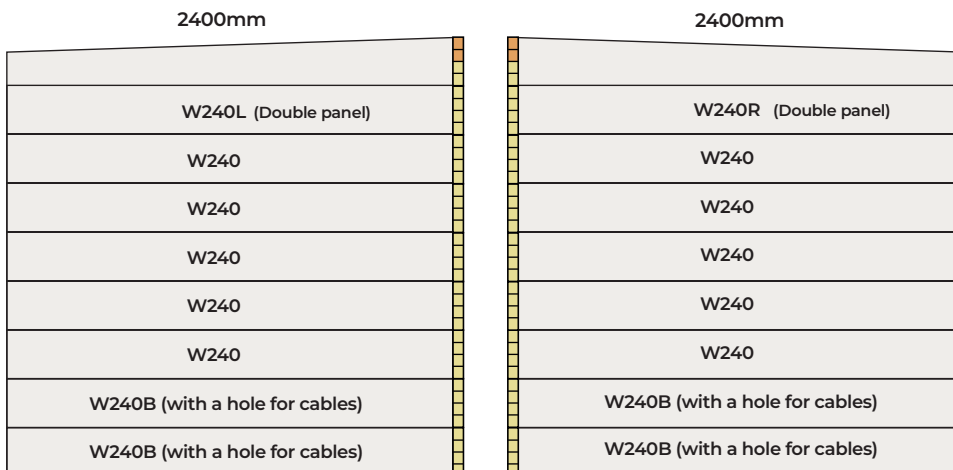 2400mm
2400mm
W240L (Double panel)
W240
W240
W240
W240
W240
W240B (with a hole for cables)
W240B (with a hole for cables)
W240R (Double panel)
W240
W240
W240
W240
W240
W240B (with a hole for cables)
W240B (with a hole for cables)